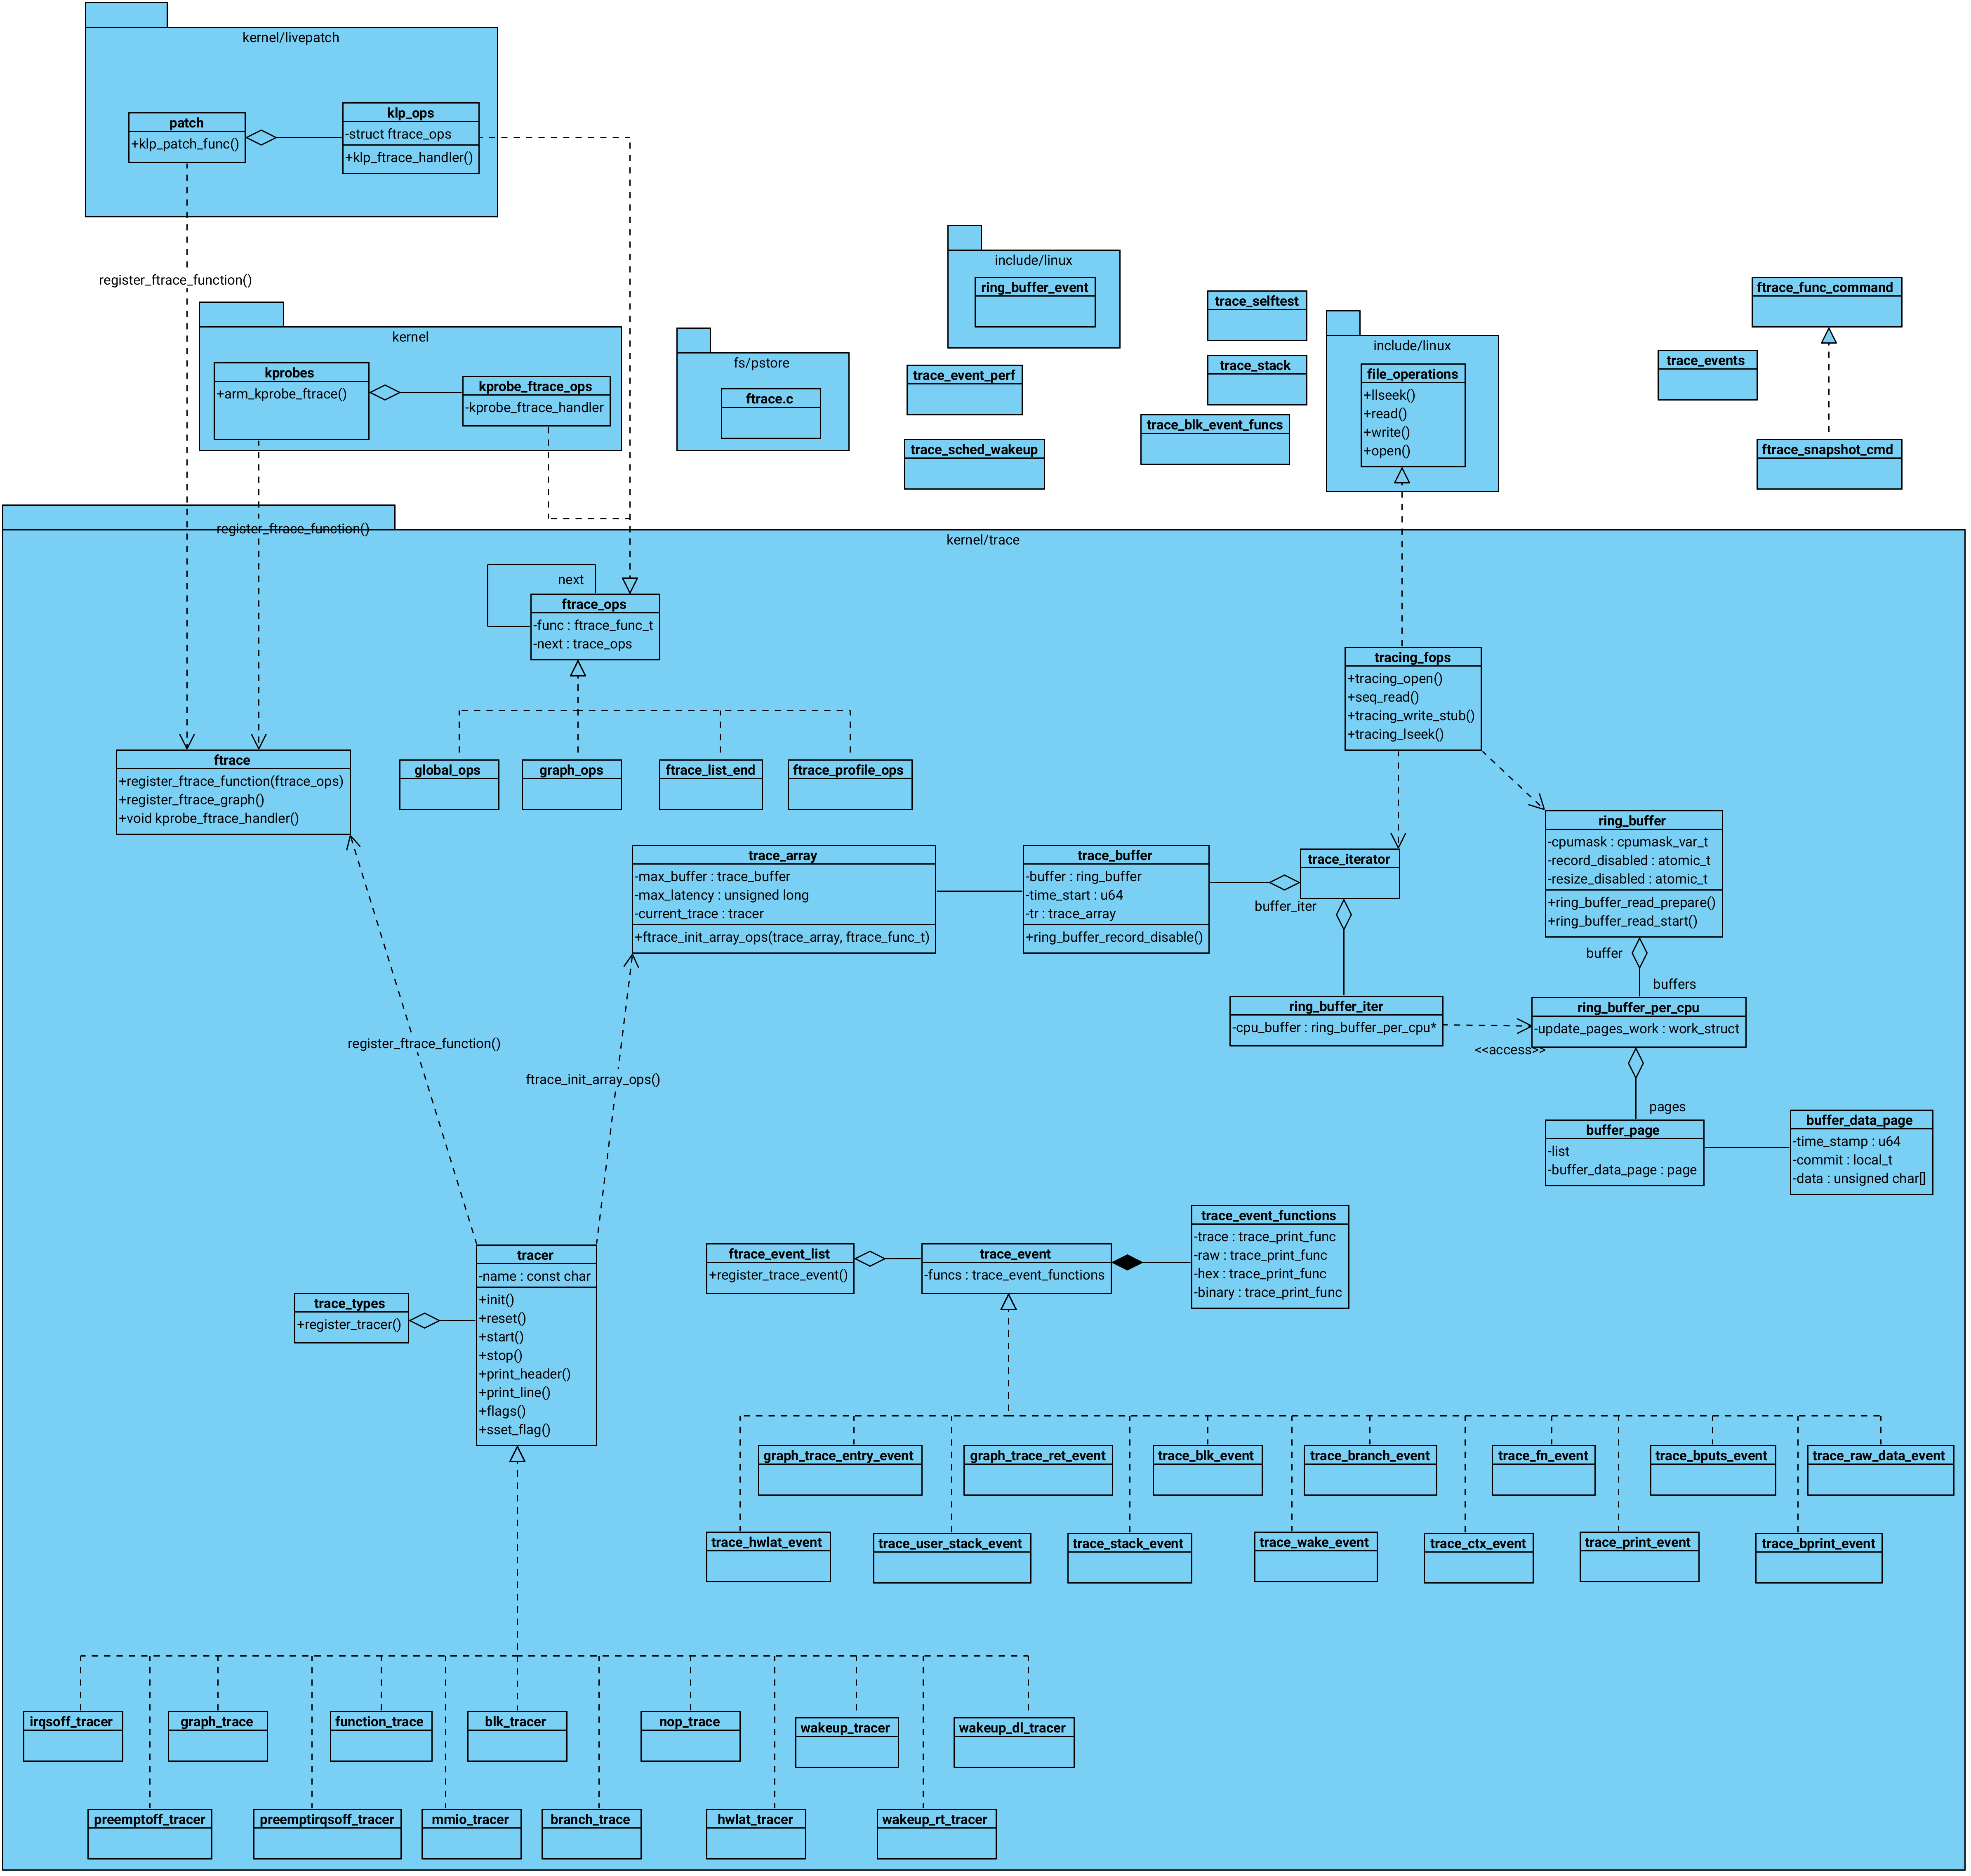 kernel/livepatch
patch
+klp_patch_func()
klp_ops
-struct ftrace_ops
+klp_ftrace_handler()
register_ftrace_function()
kernel
kprobes
+arm_kprobe_ftrace()
kprobe_ftrace_ops
-kprobe_ftrace_handler
fs/pstore
ftrace.c
include/linux
ring_buffer_event
trace_event_perf
trace_sched_wakeup
trace_selftest
trace_stack
trace_blk_event_funcs
include/linux
file_operations
+llseek()
+read()
+write()
+open()
trace_events
ftrace_func_command
ftrace_snapshot_cmd
register_ftrace_function()
kernel/trace
next
ftrace_ops
-func : ftrace_func_t
-next : trace_ops
tracing_fops
+tracing_open()
+seq_read()
+tracing_write_stub()
+tracing_lseek()
ftrace
+register_ftrace_function(ftrace_ops)
+register_ftrace_graph()
+void kprobe_ftrace_handler()
global_ops
graph_ops
ftrace_list_end
ftrace_profile_ops
trace_array
-max_buffer : trace_buffer
-max_latency : unsigned long
-current_trace : tracer
+ftrace_init_array_ops(trace_array, ftrace_func_t)
trace_buffer
-buffer : ring_buffer
-time_start : u64
-tr : trace_array
+ring_buffer_record_disable()
trace_iterator
buffer_iter
ring_buffer
-cpumask : cpumask_var_t
-record_disabled : atomic_t
-resize_disabled : atomic_t
+ring_buffer_read_prepare()
+ring_buffer_read_start()
buffer
buffers
ring_buffer_iter
-cpu_buffer : ring_buffer_per_cpu*
<<access>>
ring_buffer_per_cpu
-update_pages_work : work_struct
pages
buffer_page
-list
-buffer_data_page : page
buffer_data_page
-time_stamp : u64
-commit : local_t
-data : unsigned char[]
register_ftrace_function()
ftrace_init_array_ops()
trace_types
+register_tracer()
tracer
-name : const char
+init()
+reset()
+start()
+stop()
+print_header()
+print_line()
+flags()
+sset_flag()
ftrace_event_list
+register_trace_event()
trace_event
-funcs : trace_event_functions
trace_event_functions
-trace : trace_print_func
-raw : trace_print_func
-hex : trace_print_func
-binary : trace_print_func
graph_trace_entry_event
graph_trace_ret_event
trace_blk_event
trace_branch_event
trace_fn_event
trace_bputs_event
trace_raw_data_event
trace_hwlat_event
trace_user_stack_event
trace_stack_event
trace_wake_event
trace_ctx_event
trace_print_event
trace_bprint_event
irqsoff_tracer
graph_trace
function_trace
blk_tracer
nop_trace
wakeup_tracer
wakeup_dl_tracer
preemptoff_tracer
preemptirqsoff_tracer
mmio_tracer
branch_trace
hwlat_tracer
wakeup_rt_tracer